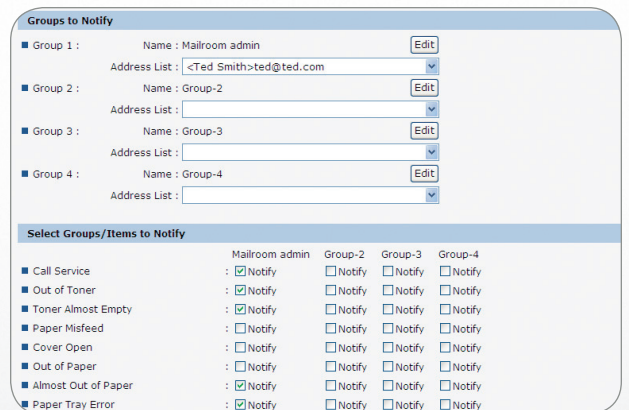 Groups to Notify
Group 1 : Name : Mailroom admin Edit
Address List : <Ted Smith>ted@ted.com
Group 2 : Name : Group-2 Edit
Address List :
Group 3 : Name : Group-3 Edit
Address List :
Group 4 : Name : Group-4 Edit
Address List :
Select Groups/Items to Notify
Mailroom admin Group-2 Group-3 Group-4
Call Service : Notify Notify Notify Notify
Out of Toner : Notify Notify Notify Notify
Toner Almost Empty : Notify Notify Notify Notify
Paper Misfeed : Notify Notify Notify Notify
Cover Open : Notify Notify Notify Notify
Out of Paper : Notify Notify Notify Notify
Almost Out of Paper : Notify Notify Notify Notify
Paper Tray Error : Notify Notify Notify Notify